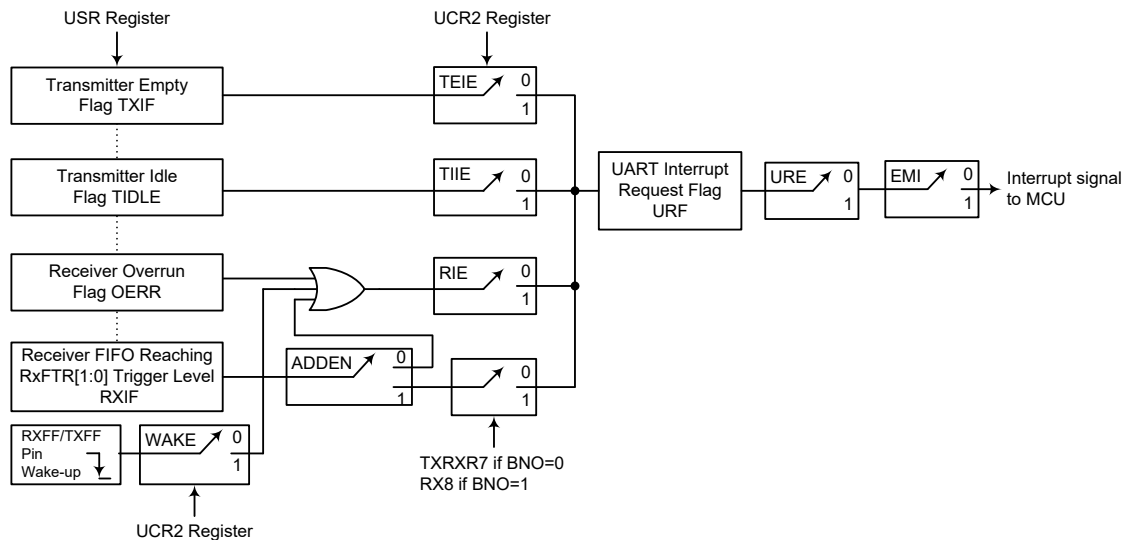 USR Register
UCR2 Register
Transmitter Empty
Flag TXIF
TEIE
0
1
Transmitter Idle
Flag TIDLE
TIIE
0
1
UART Interrupt
Request Flag
URF
URE
0
1
EMI
0
1
Interrupt signal
to MCU
Receiver Overrun
Flag OERR
RIE
0
1
Receiver FIFO Reaching
RxFTR[1:0] Trigger Level
RXIF
ADDEN
0
1
0
1
RXFF/TXFF
Pin
Wake-up
WAKE
0
1
TXRXR7 if BNO=0
RX8 if BNO=1
UCR2 Register